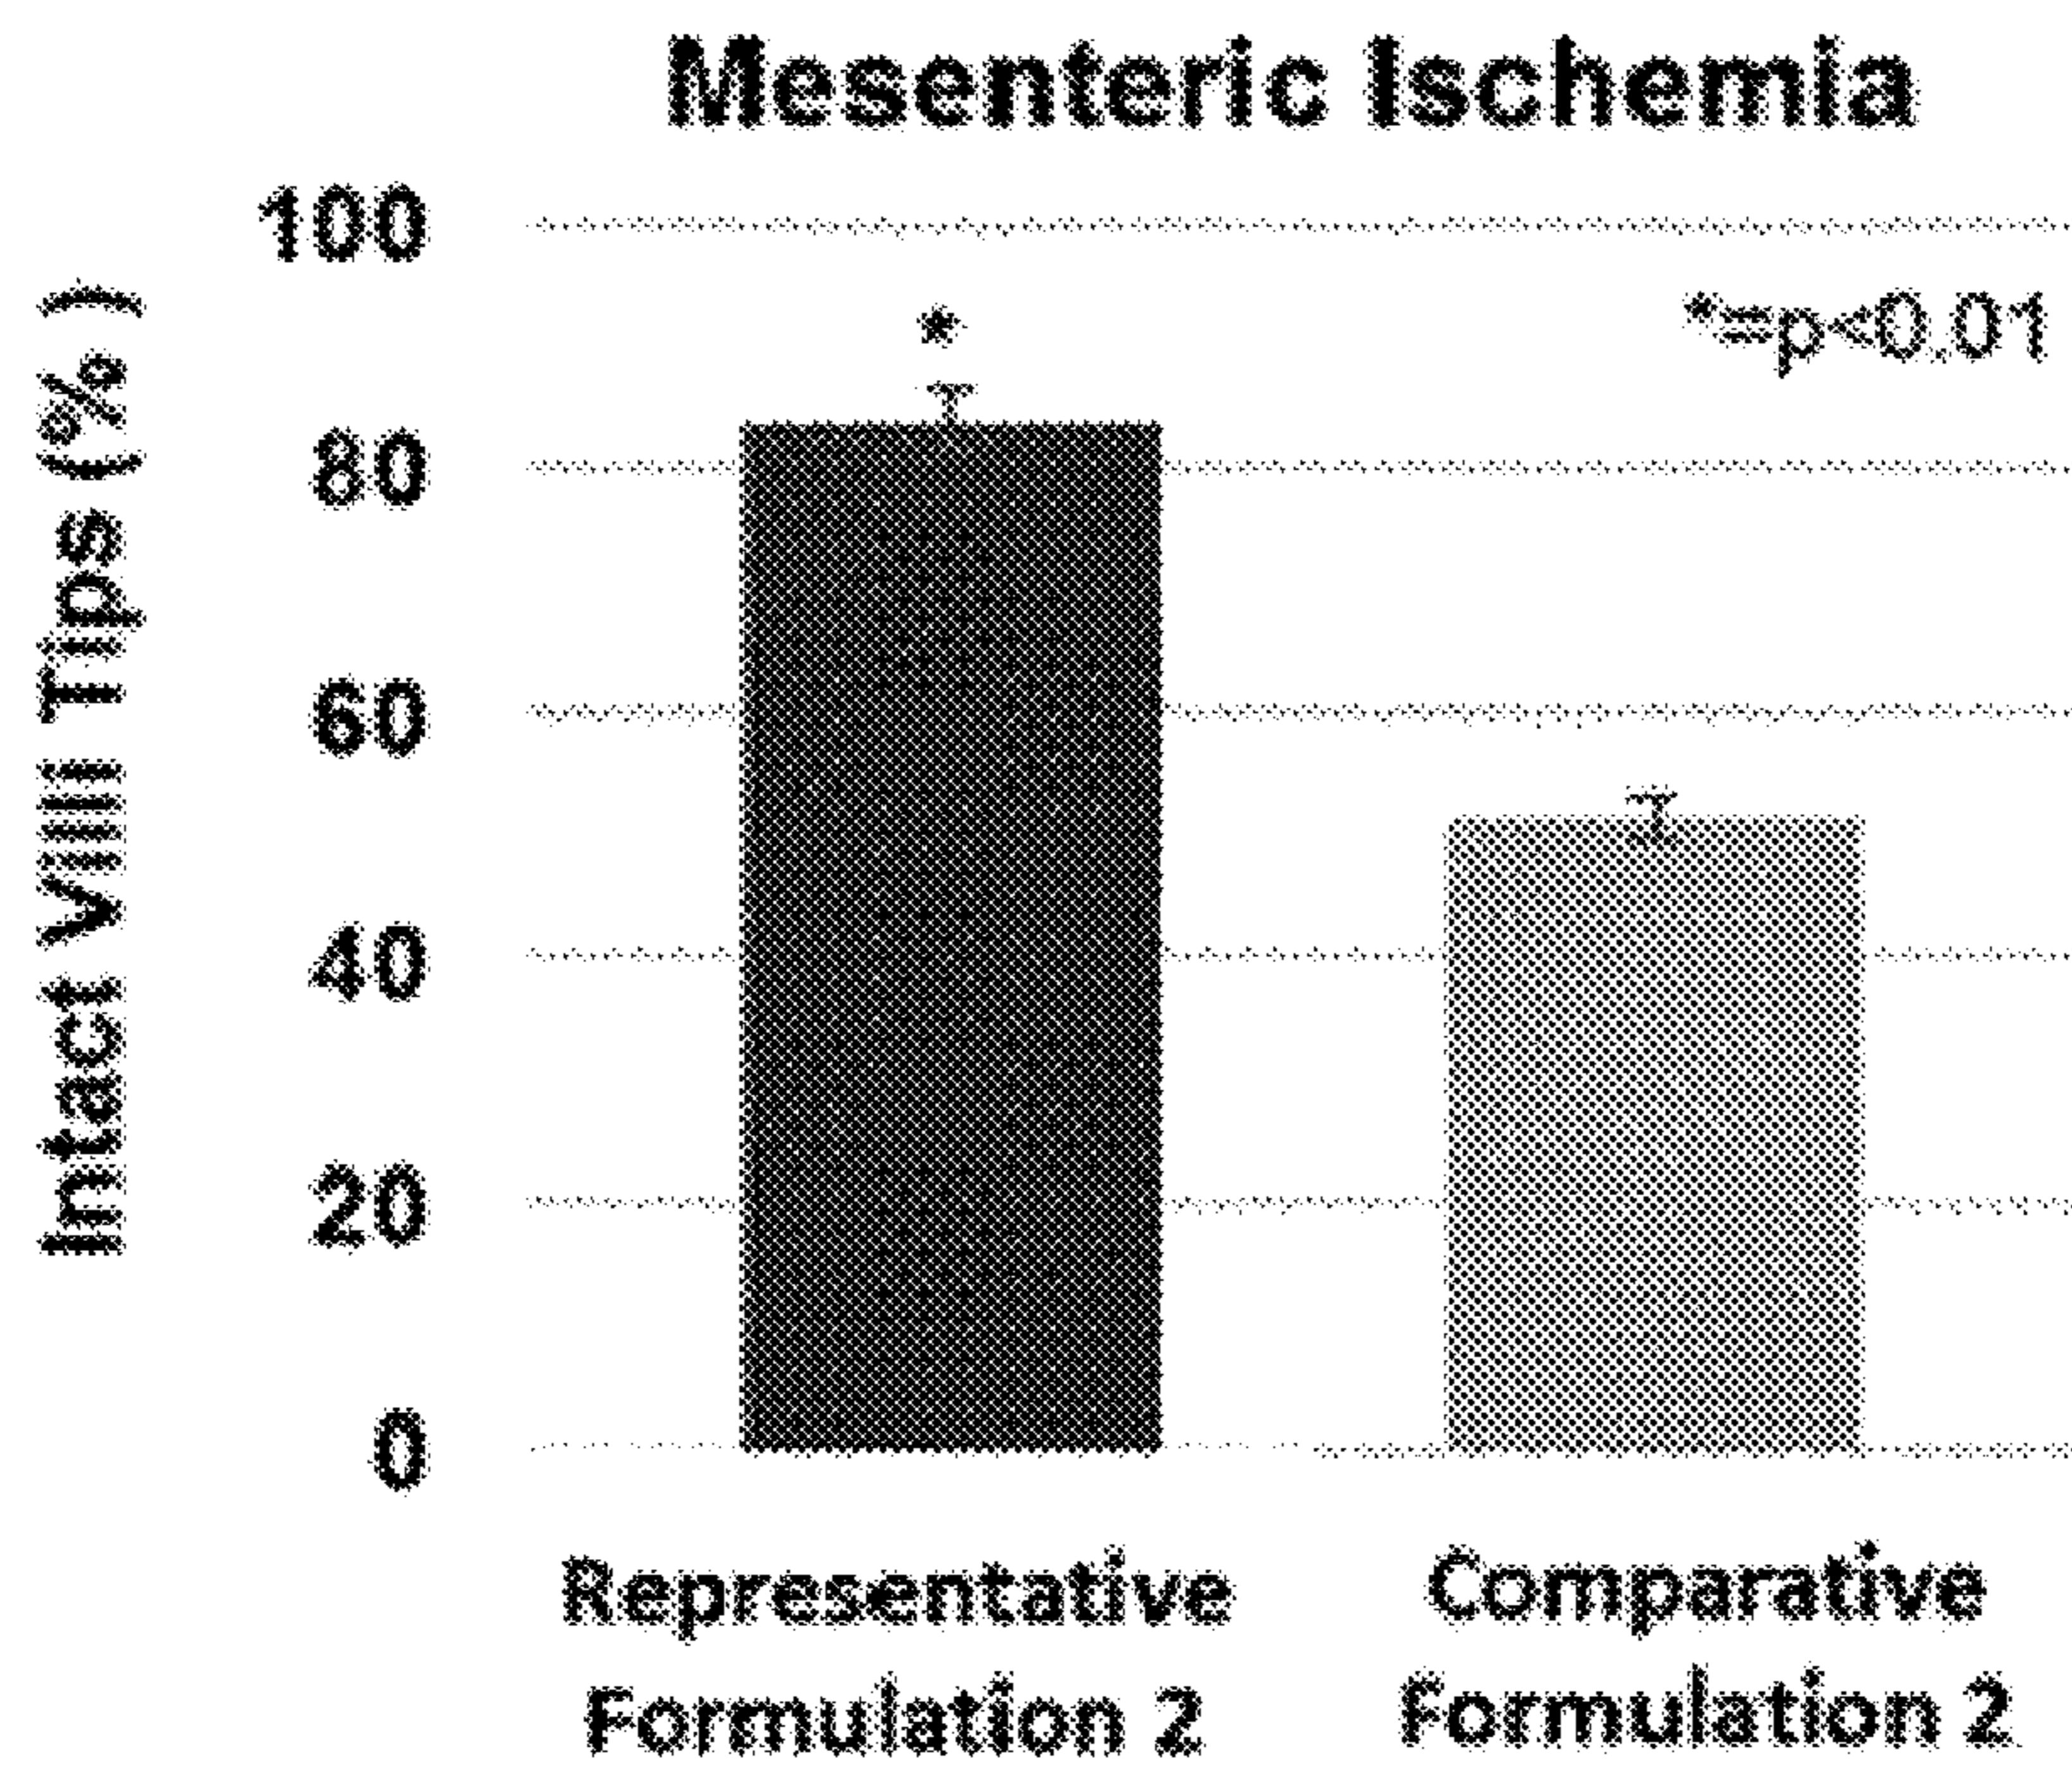 Mesenteric Ischemia
100
*
*=p<0.01
80
60
40
20
0
Intact Villi Tips (% )
Representative
Formulation 2
Comparative
Formulation 2